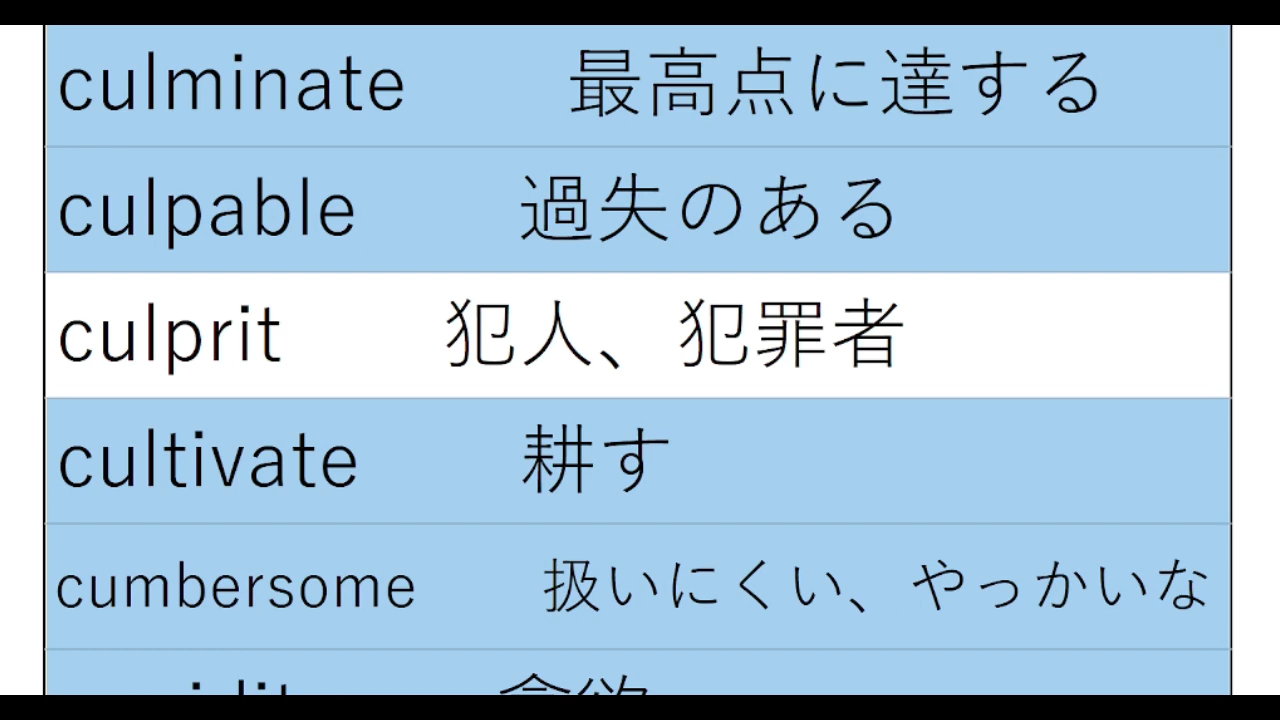 culminate 最高点に達する
culpable 過失のある
culprit 犯人、犯罪者
cultivate 耕す
cumbersome 扱いにくい、やっかいな